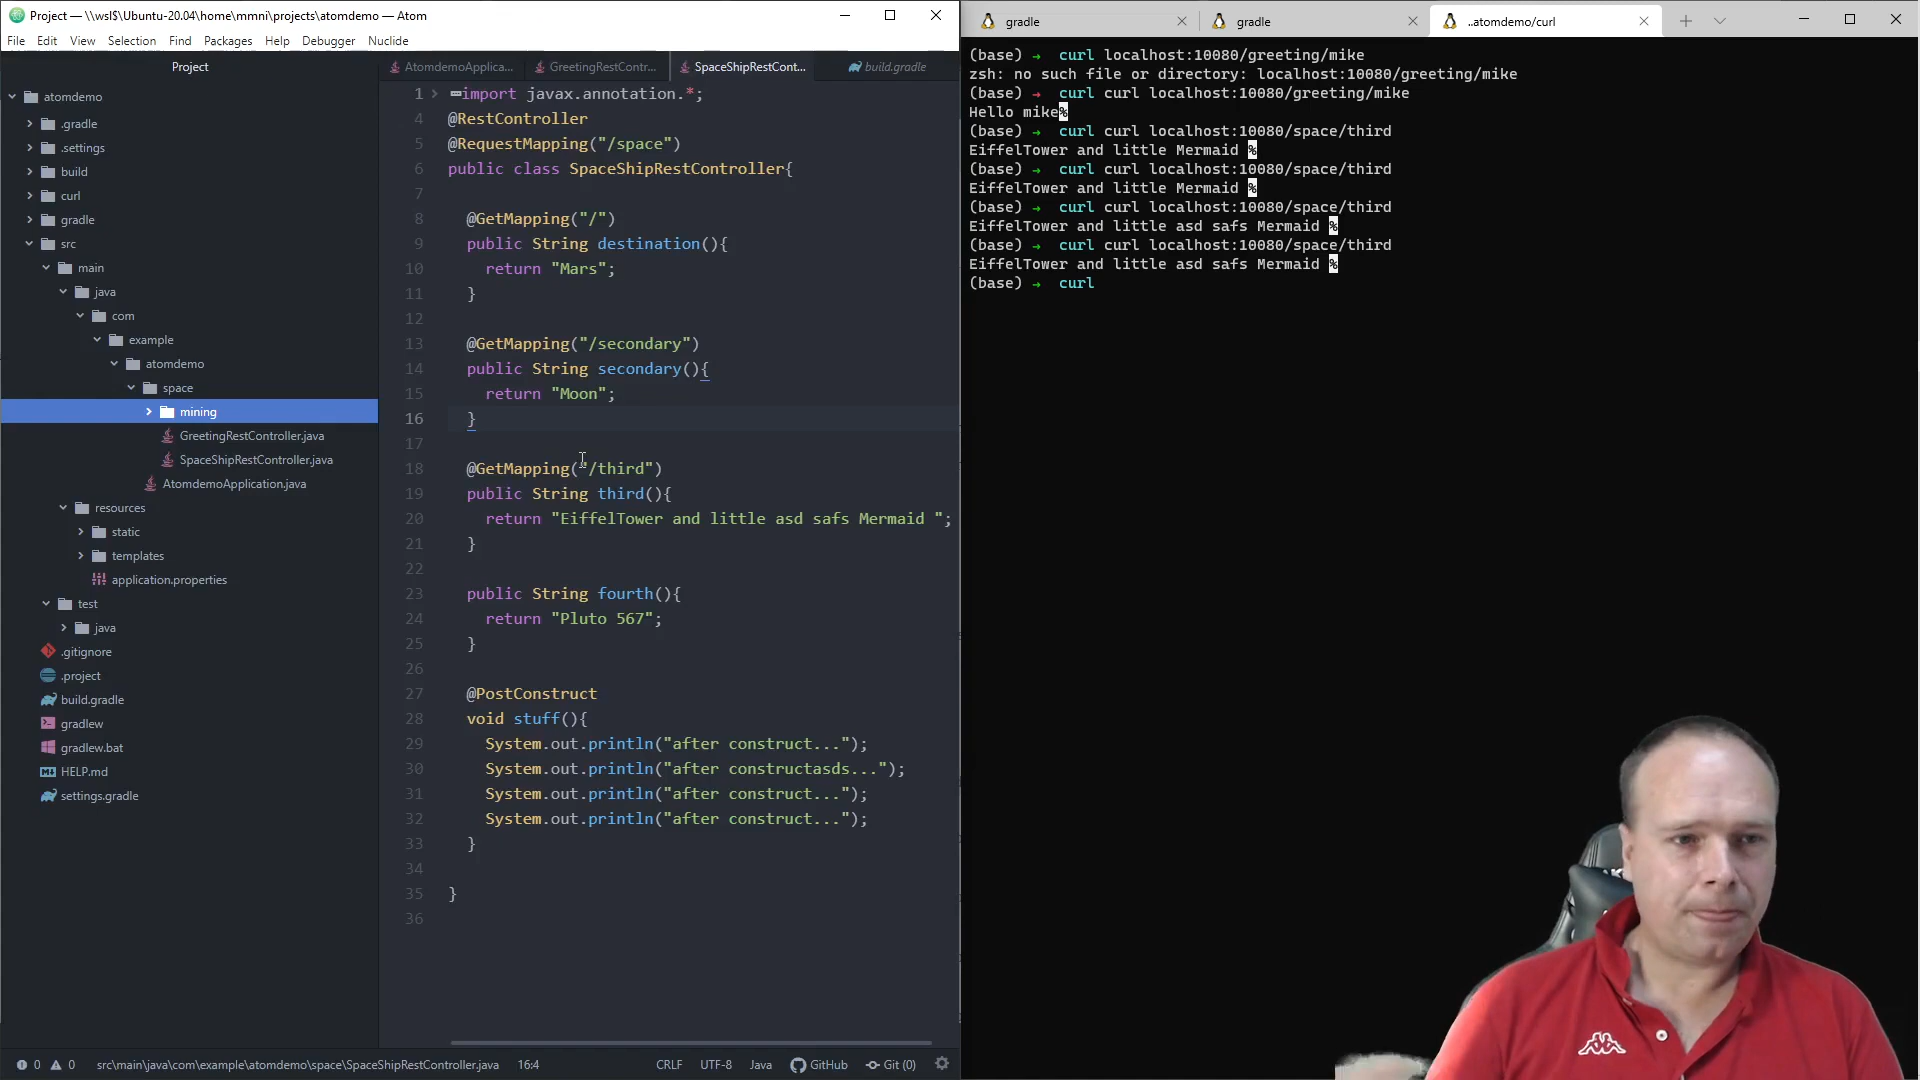 Project — \\wsl$\Ubuntu-20.04\home\mmni\projects\atomdemo — Atom
File Edit View Selection Find Packages Help Debugger Nuclide
Project
atomdemo
.gradle
.settings
build
curl
gradle
src
main
java
com
example
atomdemo
space
mining
GreetingRestController.java
SpaceShipRestController.java
AtomdemoApplication.java
resources
static
templates
application.properties
test
java
.gitignore
.project
build.gradle
gradlew
gradlew.bat
HELP.md
settings.gradle
AtomdemoApplica... GreetingRestContr... SpaceShipRestCont... build.gradle
1 import javax.annotation.*;
4 @RestController
5 @RequestMapping("/space")
6 public class SpaceShipRestController{
7
8 @GetMapping("/")
9 public String destination(){
10 return "Mars";
11 }
12
13 @GetMapping("/secondary")
14 public String secondary(){
15 return "Moon";
16 }
17
18 @GetMapping("/third")
19 public String third(){
20 return "EiffelTower and little asd safs Mermaid ";
21 }
22
23 public String fourth(){
24 return "Pluto 567";
25 }
26
27 @PostConstruct
28 void stuff(){
29 System.out.println("after construct...");
30 System.out.println("after constructasds...");
31 System.out.println("after construct...");
32 System.out.println("after construct...");
33 }
34
35 }
36
0 0 src\main\java\com\example\atomdemo\space\SpaceShipRestController.java 16:4 CRLF UTF-8 Java GitHub Git (0)
gradle gradle ..atomdemo/curl
(base) → curl localhost:10080/greeting/mike
zsh: no such file or directory: localhost:10080/greeting/mike
(base) → curl curl localhost:10080/greeting/mike
Hello mike%
(base) → curl curl localhost:10080/space/third
EiffelTower and little Mermaid %
(base) → curl curl localhost:10080/space/third
EiffelTower and little Mermaid %
(base) → curl curl localhost:10080/space/third
EiffelTower and little asd safs Mermaid %
(base) → curl curl localhost:10080/space/third
EiffelTower and little asd safs Mermaid %
(base) → curl